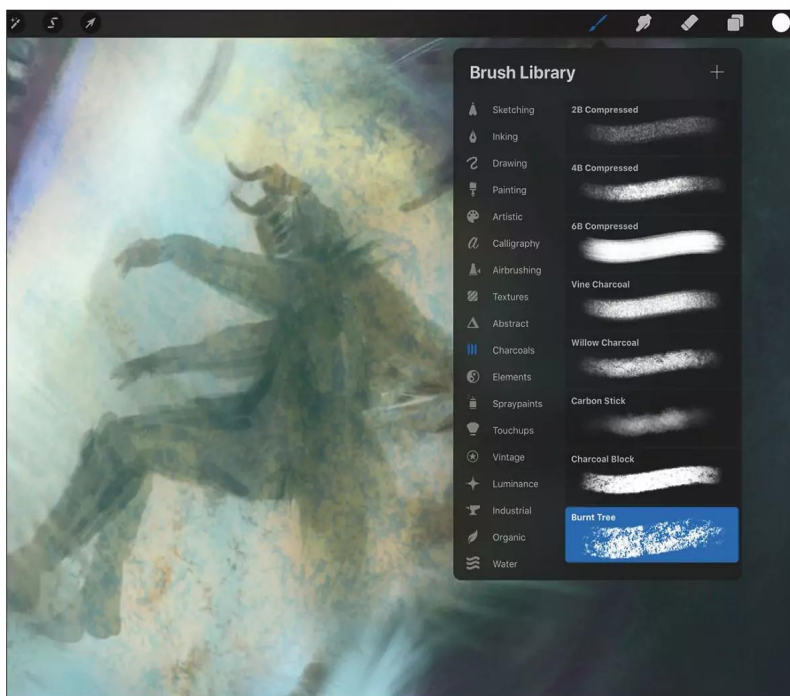 Brush Library
Sketching
Inking
Drawing
Painting
Artistic
Calligraphy
Airbrushing
Textures
Abstract
Charcoals
Elements
Spraypaints
Touchups
Vintage
Luminance
Industrial
Organic
Water
2B Compressed
4B Compressed
6B Compressed
Vine Charcoal
Willow Charcoal
Carbon Stick
Charcoal Block
Burnt Tree